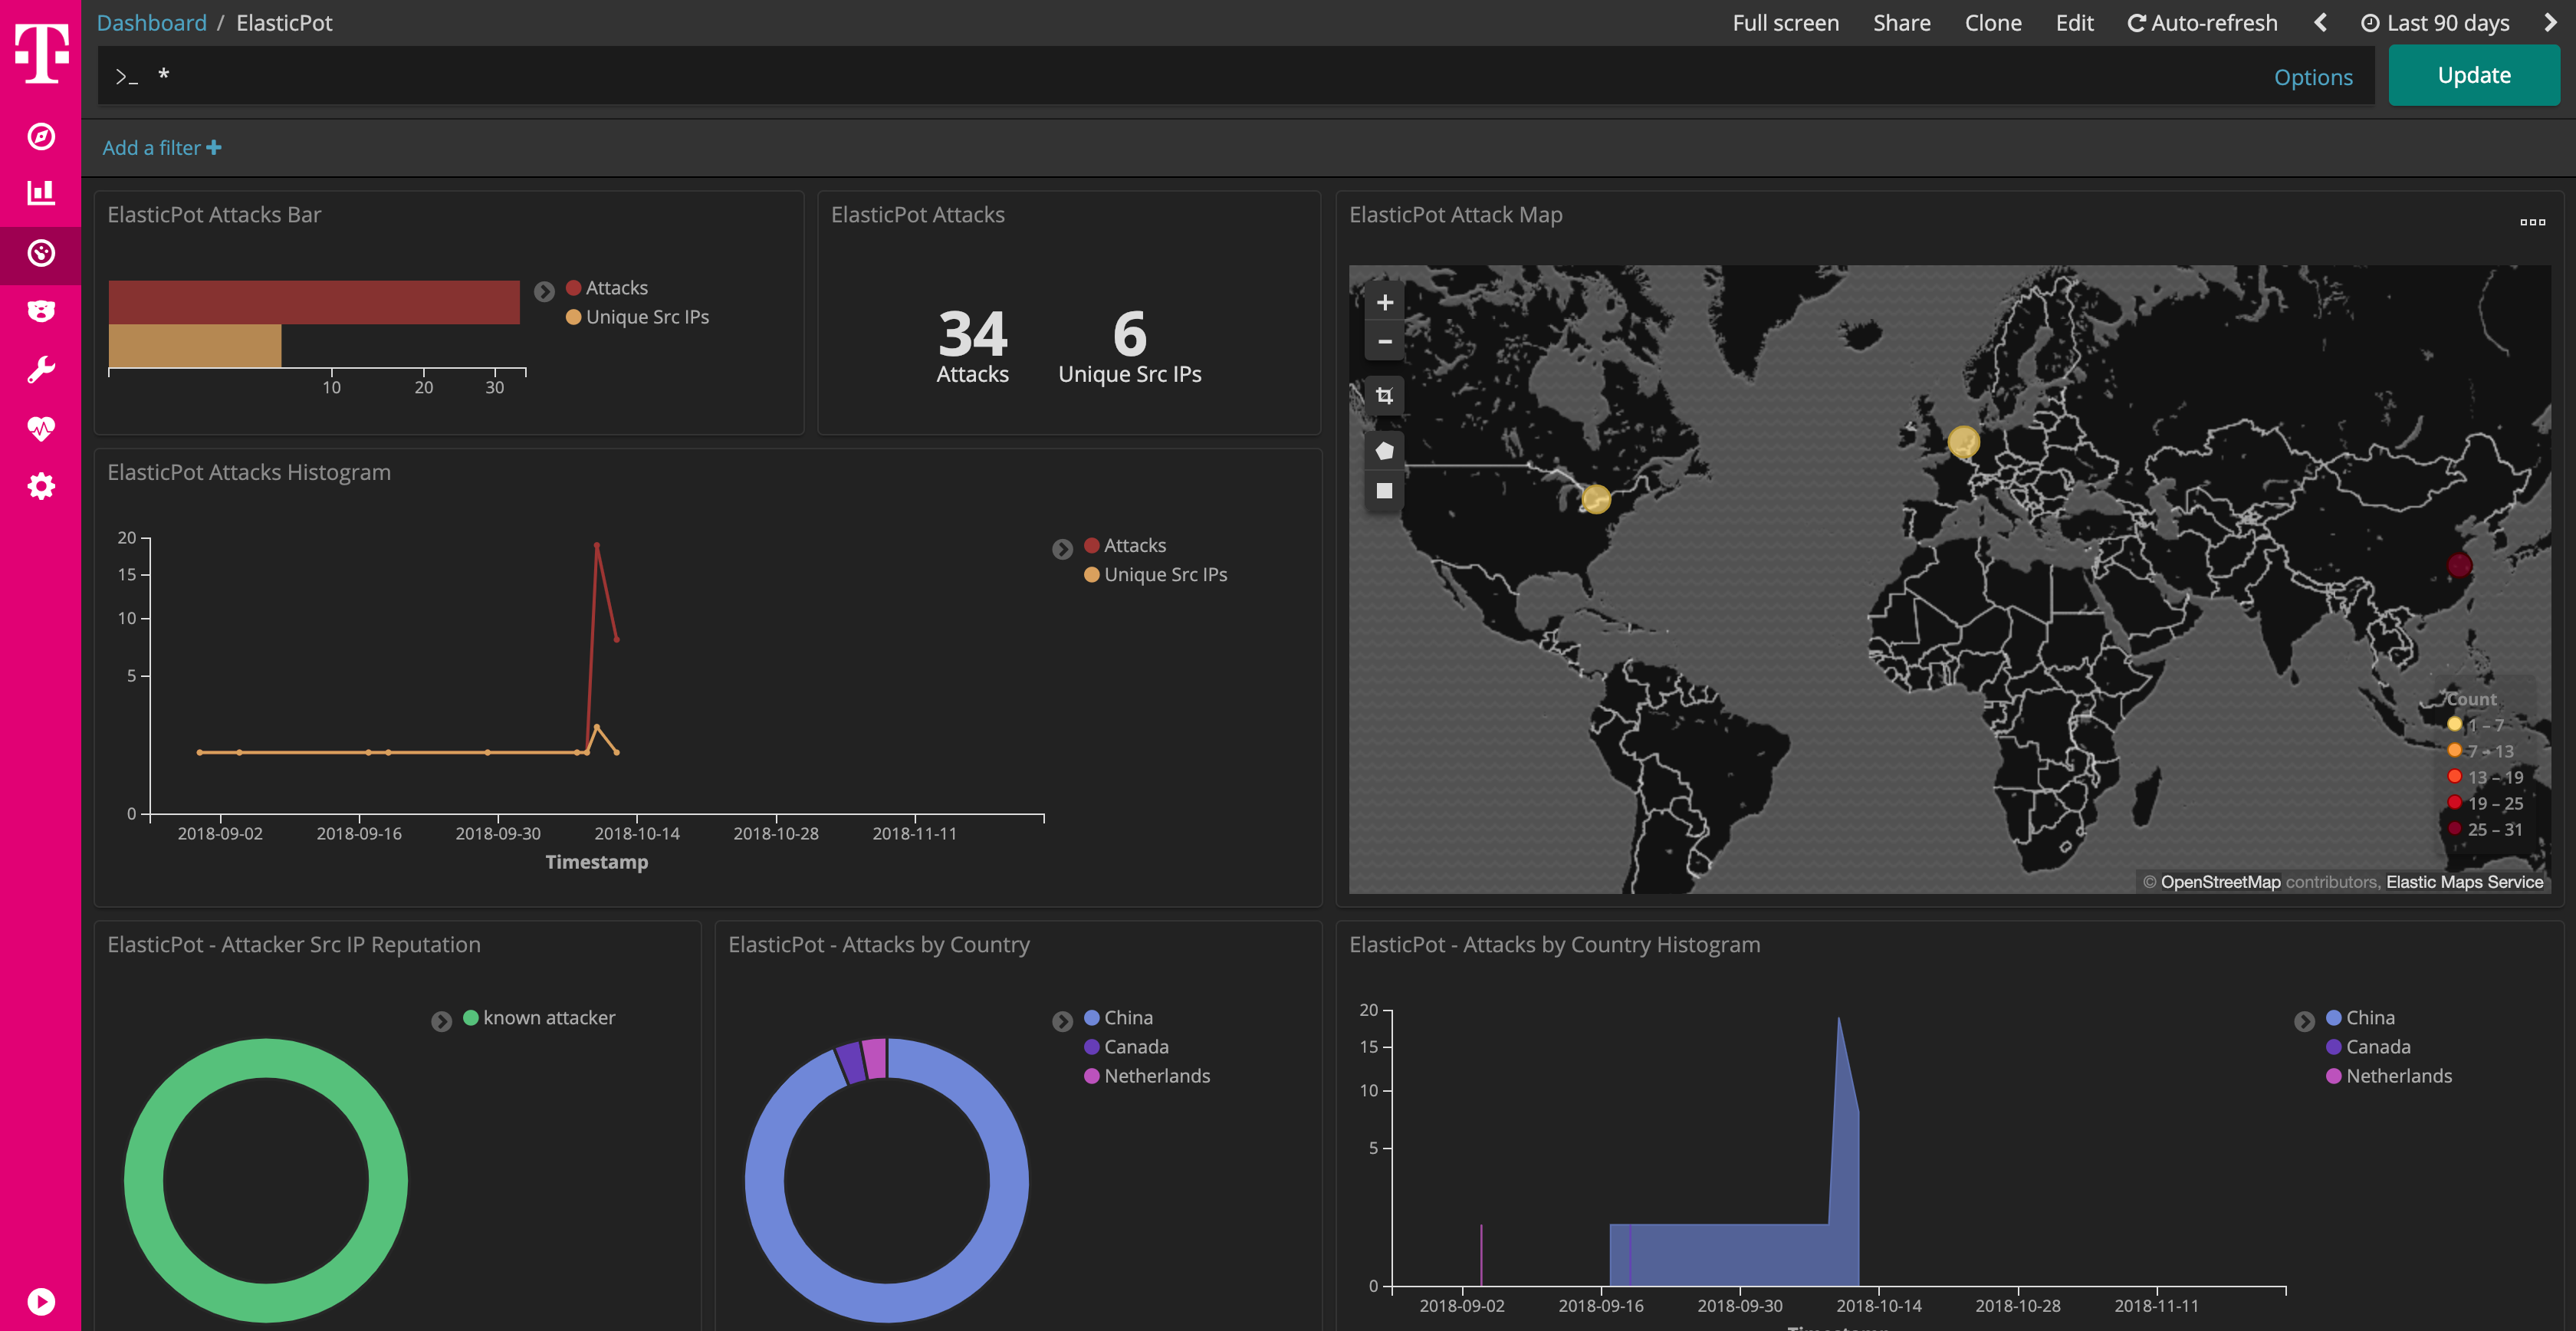 Dashboard / ElasticPot
Full screen Share Clone Edit Auto-refresh Last 90 days
>_ *
Options
Update
Add a filter +
ElasticPot Attacks Bar
Attacks
Unique Src IPs
10 20 30
ElasticPot Attacks
34
Attacks
6
Unique Src IPs
ElasticPot Attack Map
+
−
Count
1 – 7
7 – 13
13 – 19
19 – 25
25 – 31
© OpenStreetMap contributors, Elastic Maps Service
ElasticPot Attacks Histogram
20
15
10
5
0
2018-09-02 2018-09-16 2018-09-30 2018-10-14 2018-10-28 2018-11-11
Timestamp
Attacks
Unique Src IPs
ElasticPot - Attacker Src IP Reputation
known attacker
ElasticPot - Attacks by Country
China
Canada
Netherlands
ElasticPot - Attacks by Country Histogram
20
15
10
5
0
2018-09-02 2018-09-16 2018-09-30 2018-10-14 2018-10-28 2018-11-11
China
Canada
Netherlands